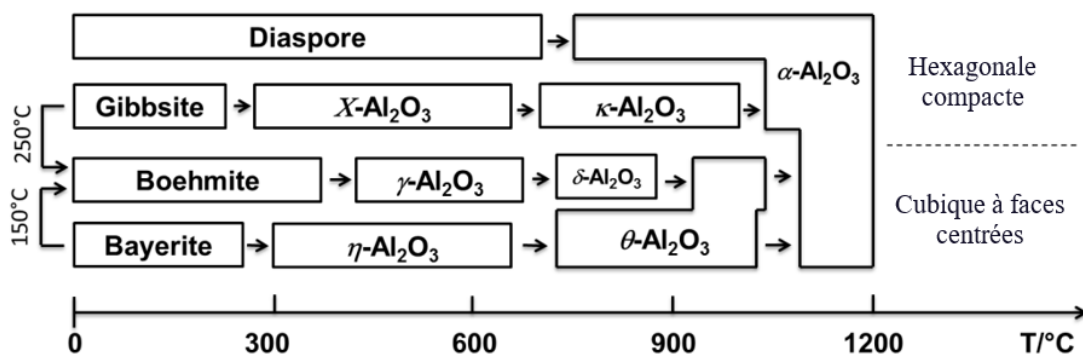 Diaspore
α-Al₂O₃
Hexagonale
compacte
Gibbsite
X-Al₂O₃
κ-Al₂O₃
250°C
Boehmite
γ-Al₂O₃
δ-Al₂O₃
150°C
Bayerite
η-Al₂O₃
θ-Al₂O₃
Cubique à faces
centrées
0 300 600 900 1200 T/°C